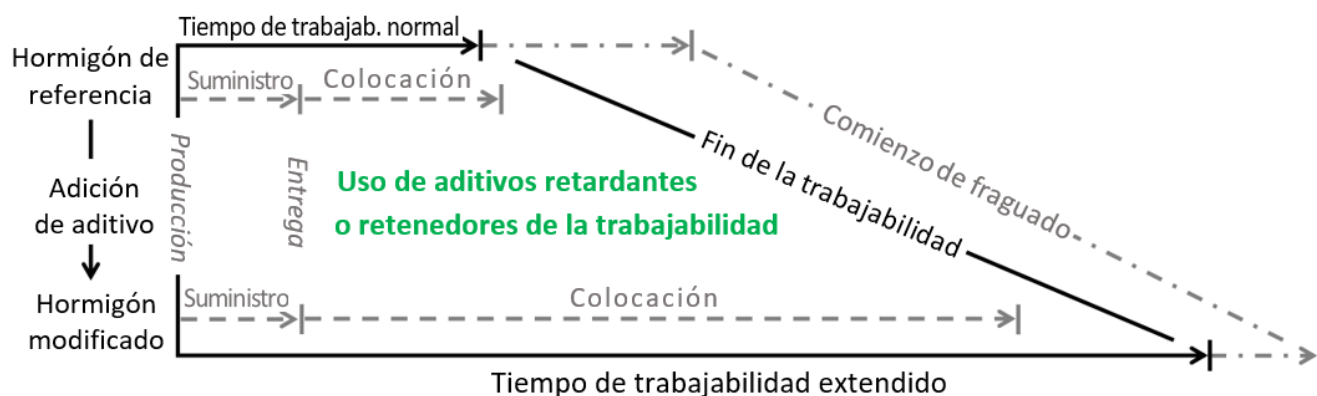 Tiempo de trabajab. normal
Hormigón de
referencia
Suministro
Colocación
Comienzo de fraguado
Fin de la trabajabilidad
Producción
Entrega
Uso de aditivos retardantes
o retenedores de la trabajabilidad
Adición
de aditivo
Hormigón
modificado
Suministro
Colocación
Tiempo de trabajabilidad extendido